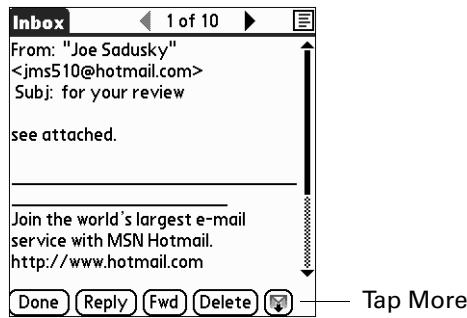 Inbox 1 of 10
From: "Joe Sadusky"
<jms510@hotmail.com>
Subj: for your review
see attached.
Join the world's largest e-mail
service with MSN Hotmail.
http://www.hotmail.com
Done Reply Fwd Delete Tap More